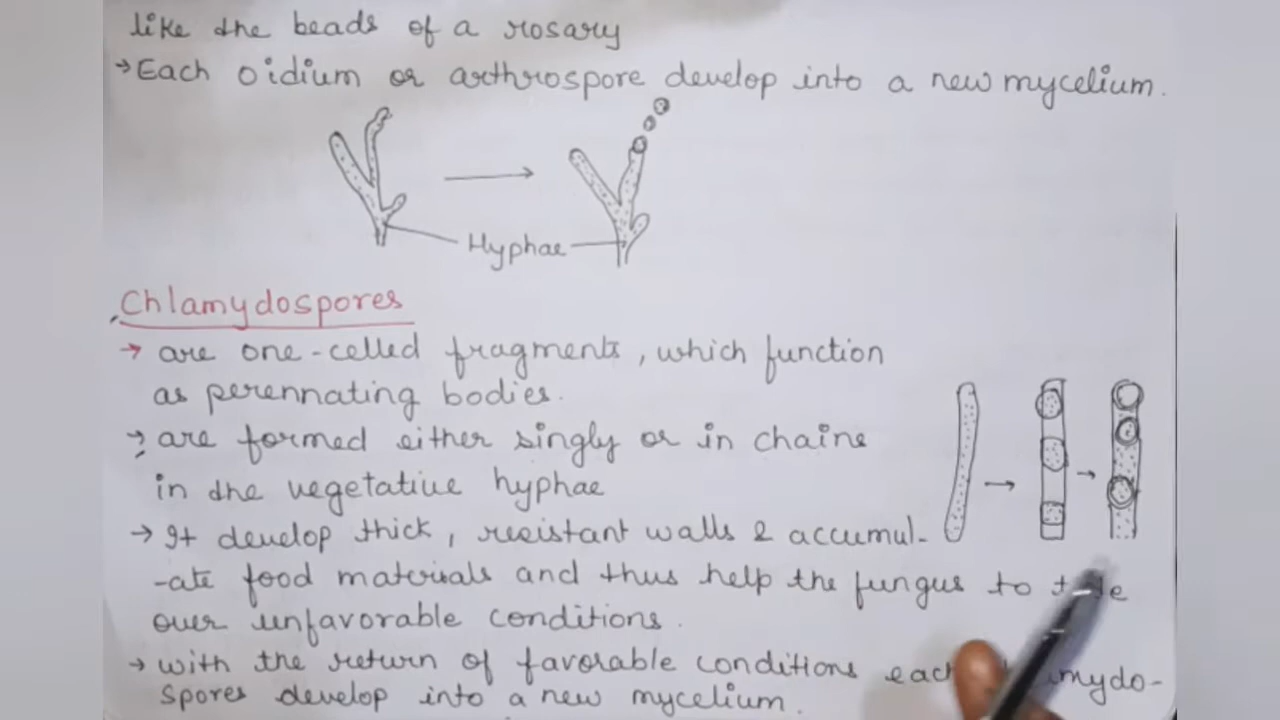 like the beads of a rosary
→ Each oidium or arthrospore develop into a new mycelium.
Hyphae
Chlamydospores
→ are one-celled fragments, which function
as perennating bodies.
→ are formed either singly or in chains
in the vegetative hyphae
→ It develop thick, resistant walls & accumul-
-ate food materials and thus help the fungus to
over unfavorable conditions.
→ with the return of favorable conditions
spores develop into a new mycelium.